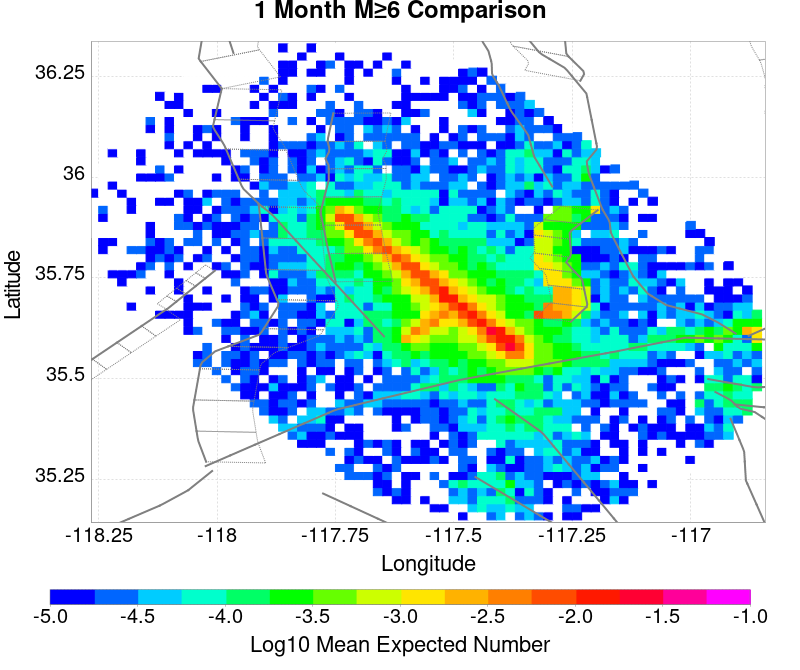 1 Month M≥6 Comparison
36.25
36
35.75
35.5
35.25
Latitude
-118.25 -118 -117.75 -117.5 -117.25 -117
Longitude
-5.0 -4.5 -4.0 -3.5 -3.0 -2.5 -2.0 -1.5 -1.0
Log10 Mean Expected Number